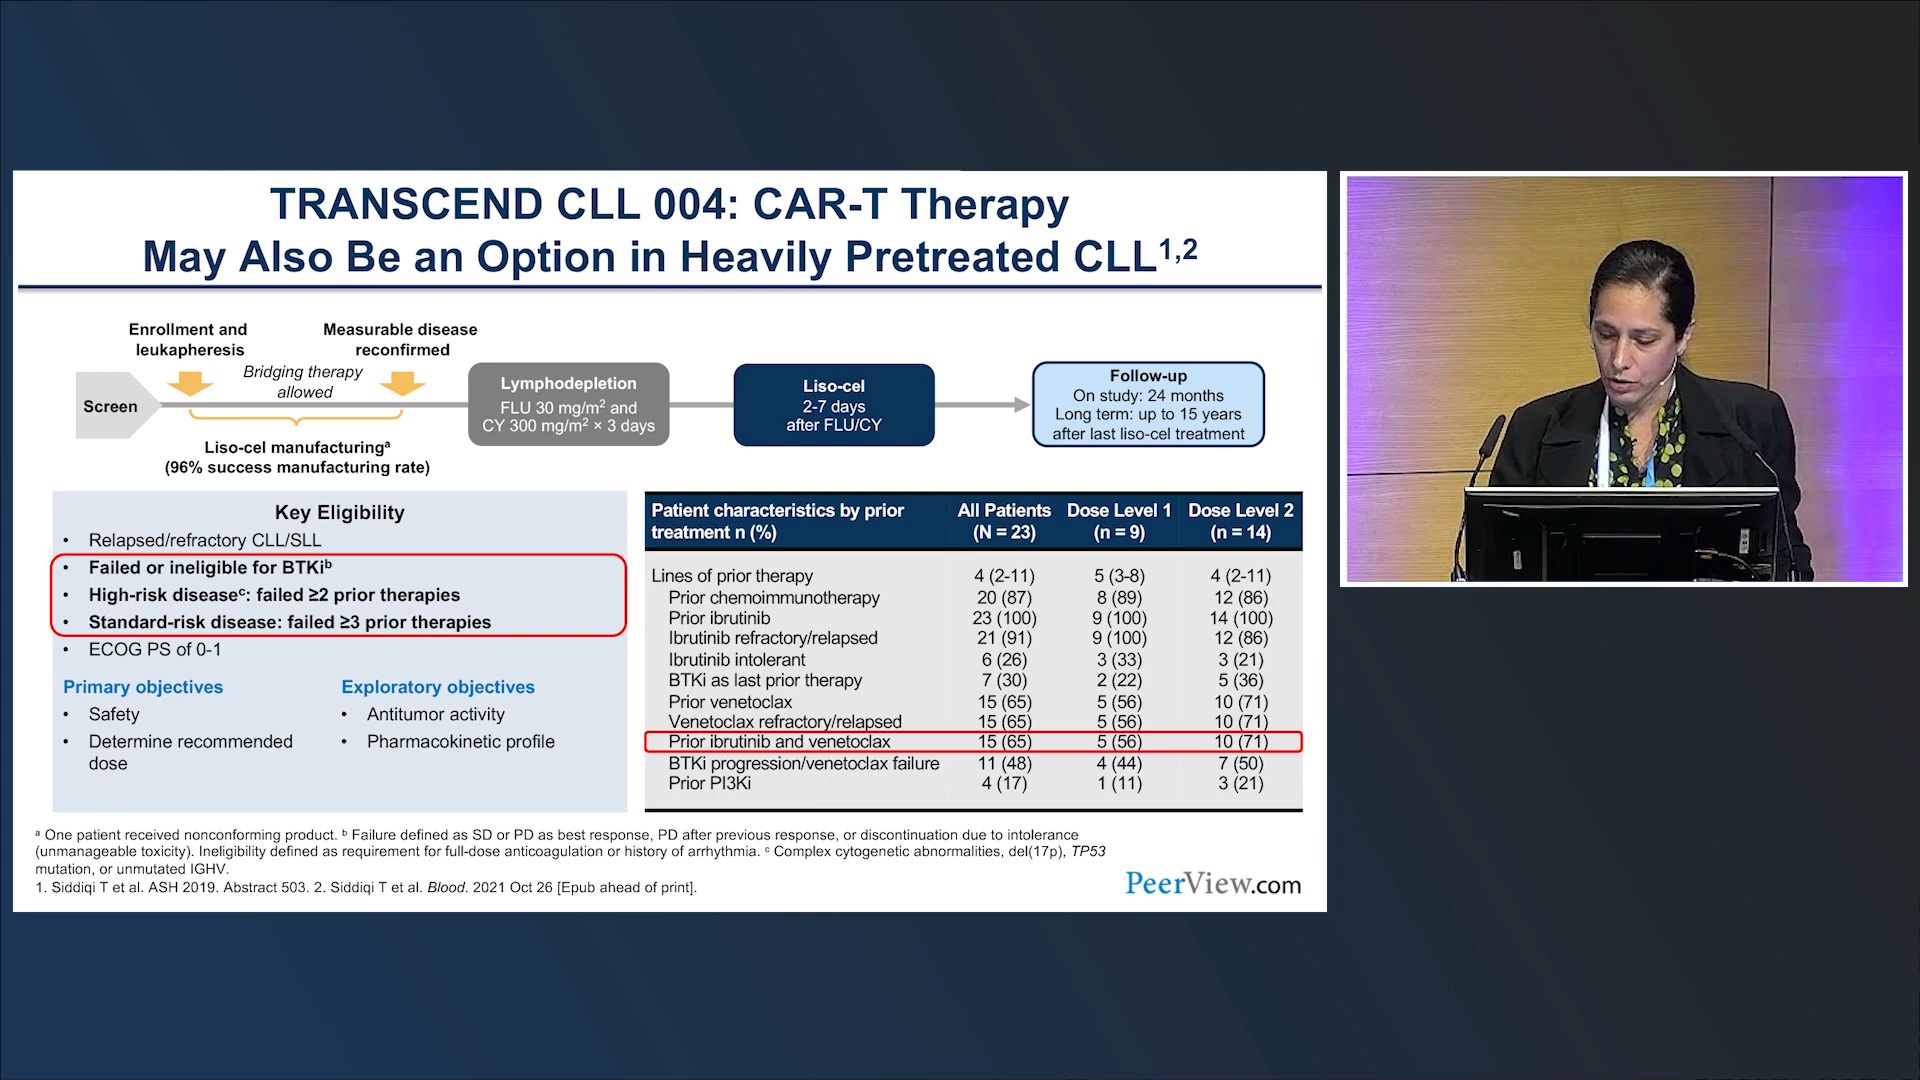 TRANSCEND CLL 004: CAR-T Therapy
May Also Be an Option in Heavily Pretreated CLL1,2
Enrollment and
leukapheresis
Measurable disease
reconfirmed
Bridging therapy
allowed
Screen
Liso-cel manufacturingᵃ
(96% success manufacturing rate)
Lymphodepletion
FLU 30 mg/m² and
CY 300 mg/m² × 3 days
Liso-cel
2-7 days
after FLU/CY
Follow-up
On study: 24 months
Long term: up to 15 years
after last liso-cel treatment
Key Eligibility
• Relapsed/refractory CLL/SLL
• Failed or ineligible for BTKiᵇ
• High-risk diseaseᶜ: failed ≥2 prior therapies
• Standard-risk disease: failed ≥3 prior therapies
• ECOG PS of 0-1
Primary objectives
• Safety
• Determine recommended
dose
Exploratory objectives
• Antitumor activity
• Pharmacokinetic profile
Patient characteristics by prior All Patients Dose Level 1 Dose Level 2
treatment n (%) (N = 23) (n = 9) (n = 14)
Lines of prior therapy 4 (2-11) 5 (3-8) 4 (2-11)
Prior chemoimmunotherapy 20 (87) 8 (89) 12 (86)
Prior ibrutinib 23 (100) 9 (100) 14 (100)
Ibrutinib refractory/relapsed 21 (91) 9 (100) 12 (86)
Ibrutinib intolerant 6 (26) 3 (33) 3 (21)
BTKi as last prior therapy 7 (30) 2 (22) 5 (36)
Prior venetoclax 15 (65) 5 (56) 10 (71)
Venetoclax refractory/relapsed 15 (65) 5 (56) 10 (71)
Prior ibrutinib and venetoclax 15 (65) 5 (56) 10 (71)
BTKi progression/venetoclax failure 11 (48) 4 (44) 7 (50)
Prior PI3Ki 4 (17) 1 (11) 3 (21)
ᵃ One patient received nonconforming product. ᵇ Failure defined as SD or PD as best response, PD after previous response, or discontinuation due to intolerance
(unmanageable toxicity). Ineligibility defined as requirement for full-dose anticoagulation or history of arrhythmia. ᶜ Complex cytogenetic abnormalities, del(17p), TP53
mutation, or unmutated IGHV.
1. Siddiqi T et al. ASH 2019. Abstract 503. 2. Siddiqi T et al. Blood. 2021 Oct 26 [Epub ahead of print].
PeerView.com